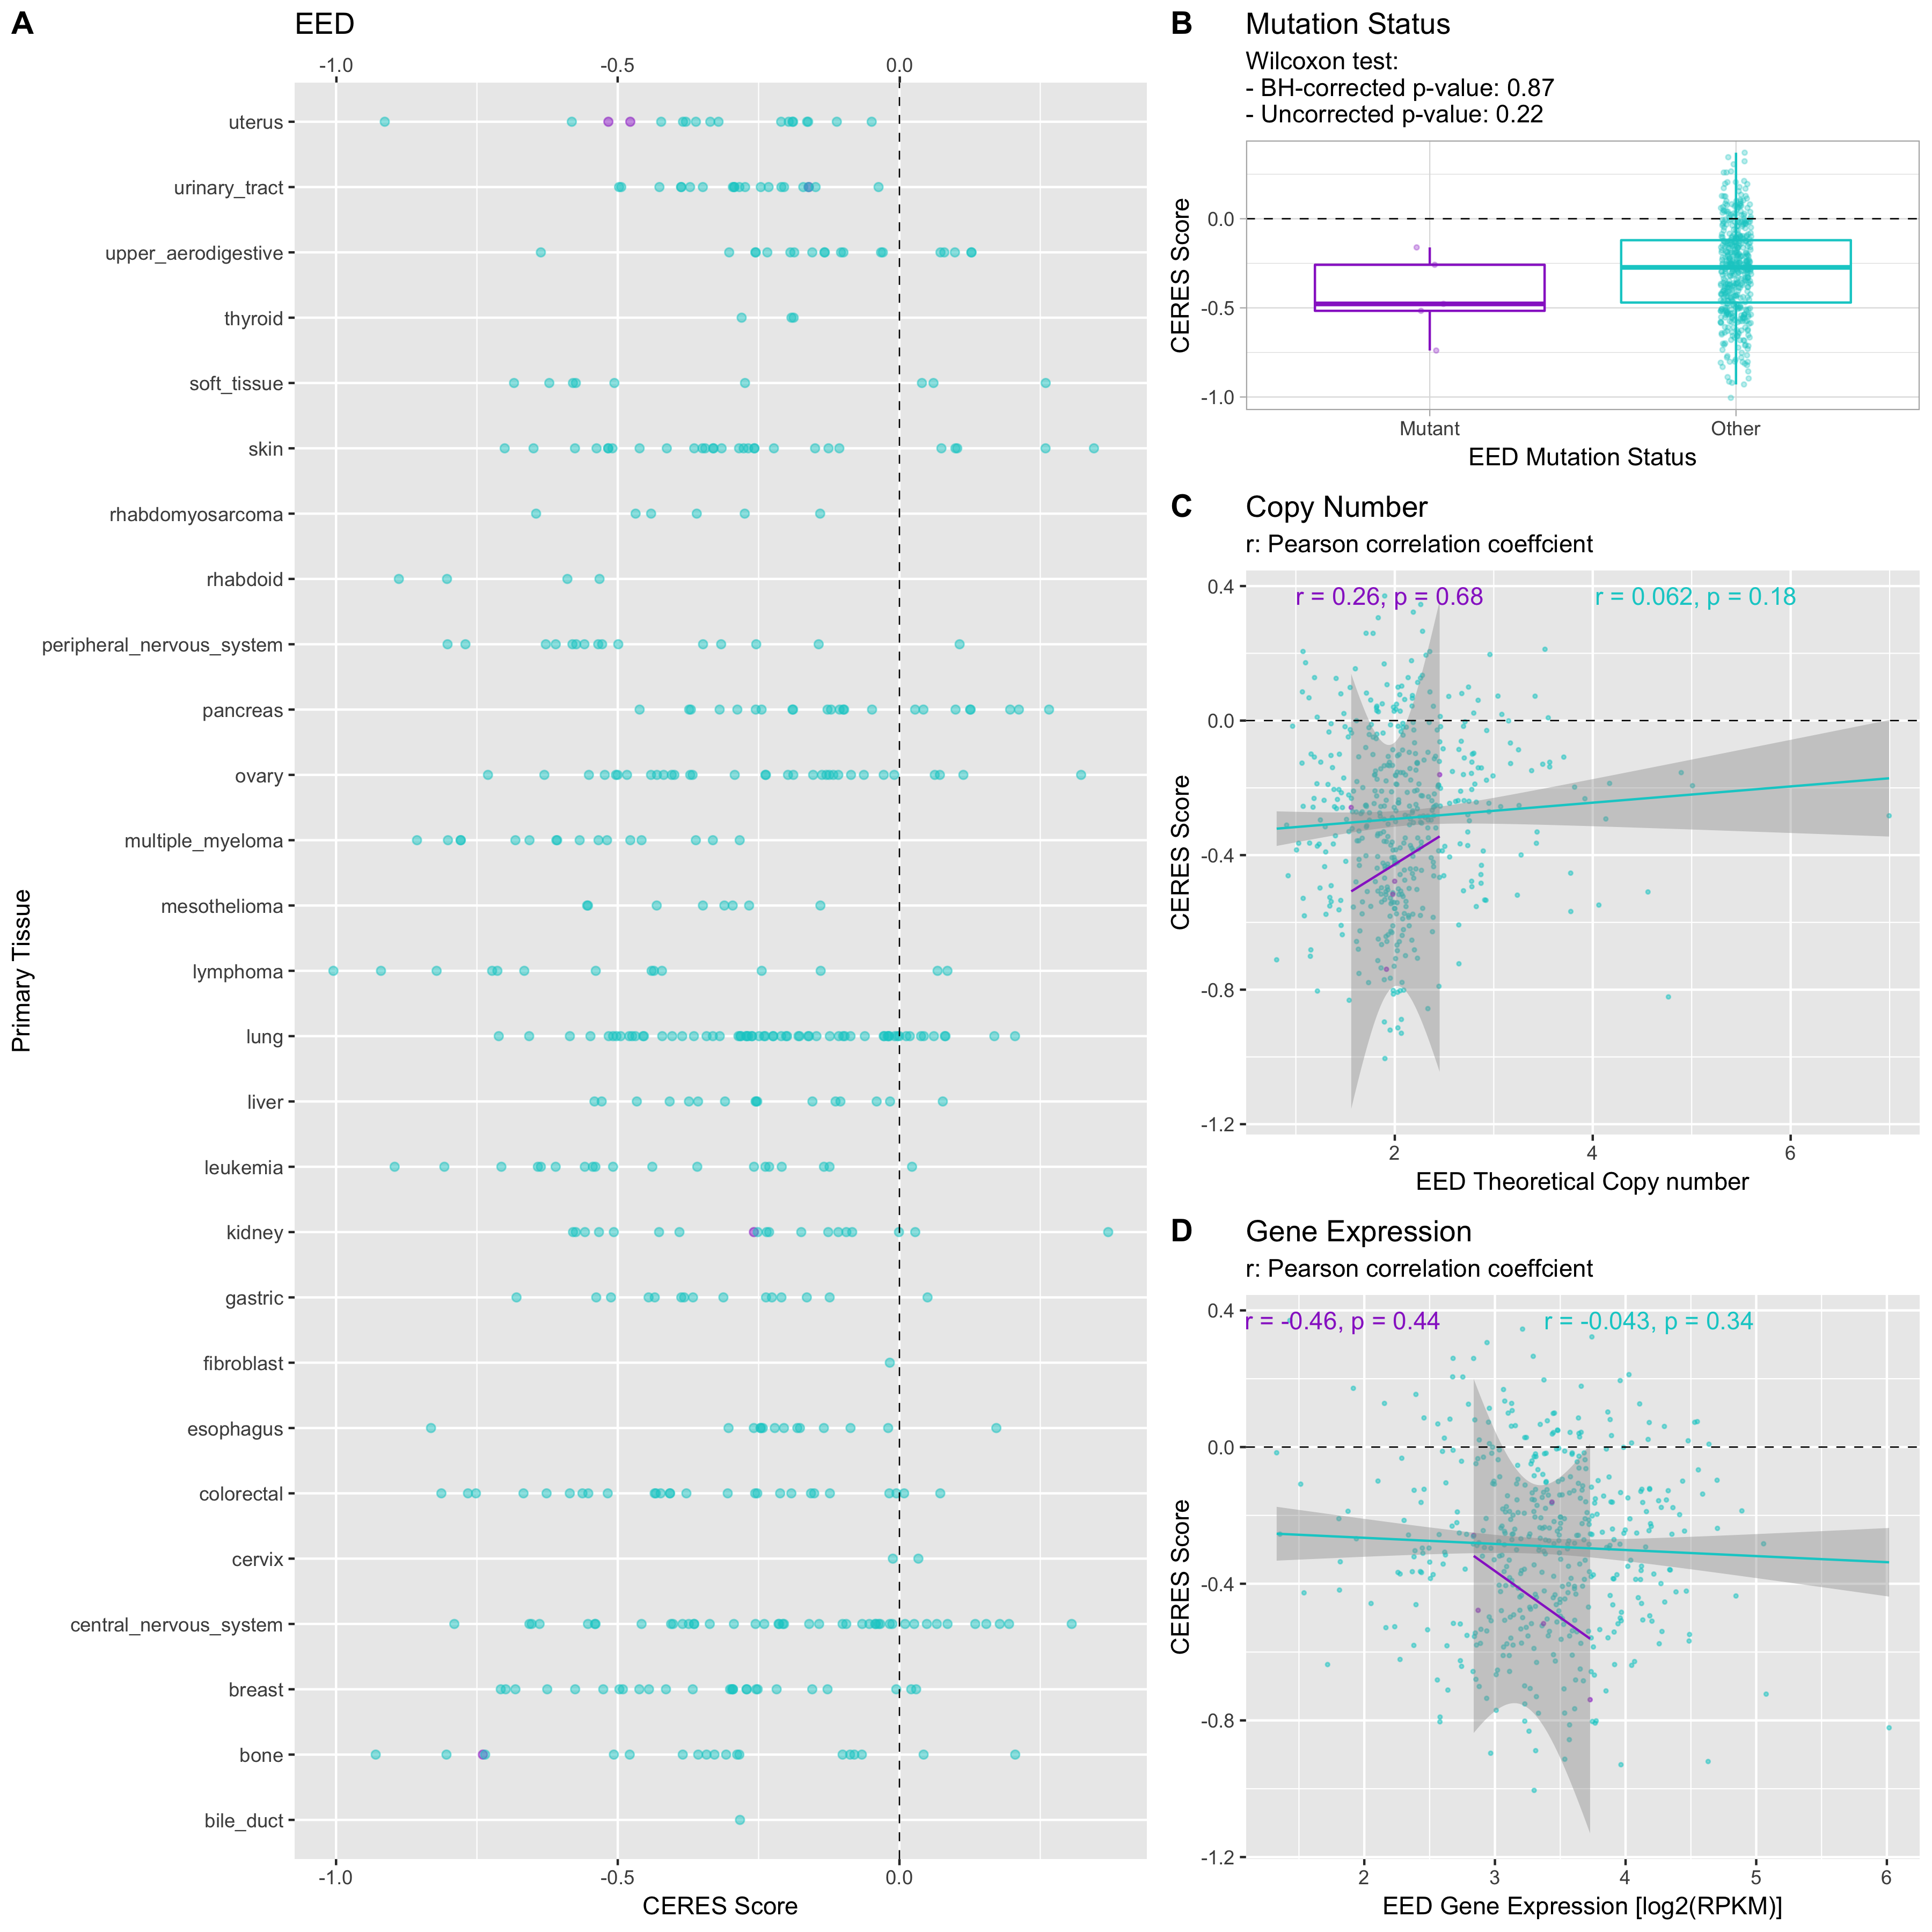 A
EED
-1.0
-0.5
0.0
uterus
urinary_tract
upper_aerodigestive
thyroid
soft_tissue
skin
rhabdomyosarcoma
rhabdoid
peripheral_nervous_system
pancreas
ovary
multiple_myeloma
mesothelioma
lymphoma
lung
liver
leukemia
kidney
gastric
fibroblast
esophagus
colorectal
cervix
central_nervous_system
breast
bone
bile_duct
Primary Tissue
-1.0
-0.5
0.0
CERES Score
B
Mutation Status
Wilcoxon test:
- BH-corrected p-value: 0.87
- Uncorrected p-value: 0.22
0.0
-0.5
-1.0
CERES Score
Mutant
Other
EED Mutation Status
C
Copy Number
r: Pearson correlation coeffcient
r = 0.26, p = 0.68
r = 0.062, p = 0.18
0.4
0.0
-0.4
-0.8
-1.2
CERES Score
2
4
6
EED Theoretical Copy number
D
Gene Expression
r: Pearson correlation coeffcient
r = -0.46, p = 0.44
r = -0.043, p = 0.34
0.4
0.0
-0.4
-0.8
-1.2
CERES Score
2
3
4
5
6
EED Gene Expression [log2(RPKM)]